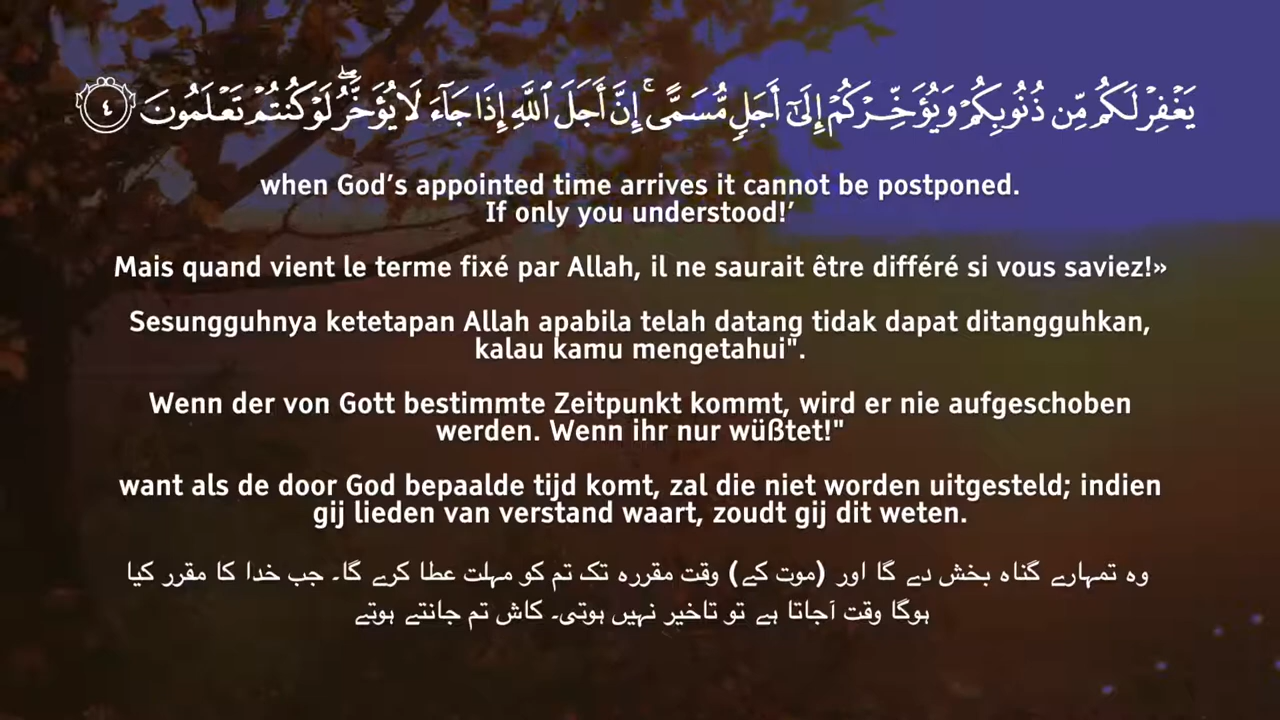 يَغْفِرْ لَكُم مِّن ذُنُوبِكُمْ وَيُؤَخِّرْكُمْ إِلَىٰٓ أَجَلٍ مُّسَمًّى ۚ إِنَّ أَجَلَ ٱللَّهِ إِذَا جَآءَ لَا يُؤَخَّرُ ۖ لَوْ كُنتُمْ تَعْلَمُونَ ٤
when God's appointed time arrives it cannot be postponed.
If only you understood!’
Mais quand vient le terme fixé par Allah, il ne saurait être différé si vous saviez!»
Sesungguhnya ketetapan Allah apabila telah datang tidak dapat ditangguhkan,
kalau kamu mengetahui".
Wenn der von Gott bestimmte Zeitpunkt kommt, wird er nie aufgeschoben
werden. Wenn ihr nur wüßtet!"
want als de door God bepaalde tijd komt, zal die niet worden uitgesteld; indien
gij lieden van verstand waart, zoudt gij dit weten.
وہ تمہارے گناہ بخش دے گا اور (موت کے) وقت مقررہ تک تم کو مہلت عطا کرے گا۔ جب خدا کا مقرر کیا
ہوگا وقت آجاتا ہے تو تاخیر نہیں ہوتی۔ کاش تم جانتے ہوتے